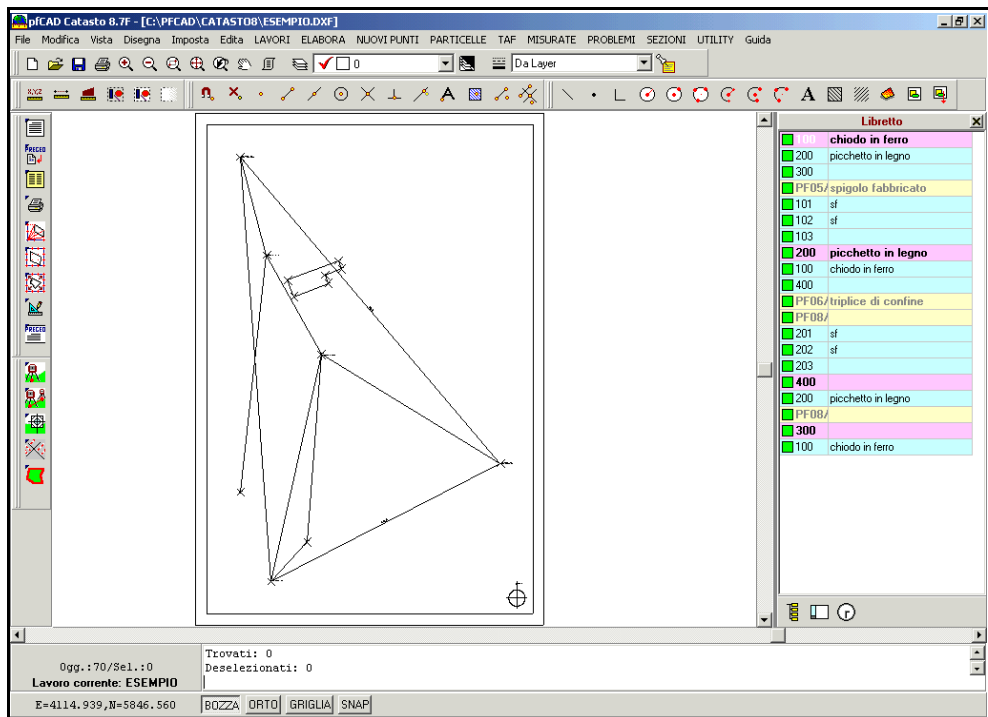 pfCAD Catasto 8.7F - [C:\PFCAD\CATASTO8\ESEMPIO.DXF]
File Modifica Vista Disegna Imposta Edita LAVORI ELABORA NUOVI PUNTI PARTICELLE TAF MISURATE PROBLEMI SEZIONI UTILITY Guida
0 Da Layer
X,Y,Z
A A
Libretto
100 chiodo in ferro
200 picchetto in legno
300
PF05/ spigolo fabbricato
101 sf
102 sf
103
200 picchetto in legno
100 chiodo in ferro
400
PF06/ triplice di confine
PF08/
201 sf
202 sf
203
400
200 picchetto in legno
PF08/
300
100 chiodo in ferro
PRECED
PRECED
Trovati: 0
Deselezionati: 0
Ogg.:70/Sel.:0
Lavoro corrente: ESEMPIO
E=4114.939,N=5846.560 BOZZA ORTO GRIGLIA SNAP